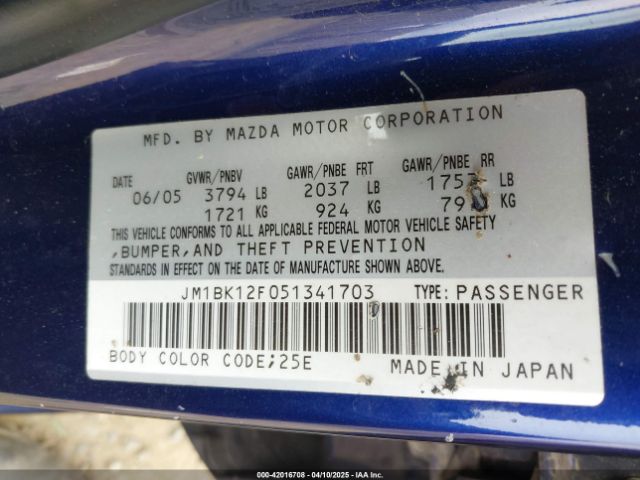 MFD. BY MAZDA MOTOR CORPORATION
DATE GVWR/PNBV GAWR/PNBE FRT GAWR/PNBE RR
06/05 3794 LB 2037 LB LB
1721 KG 924 KG KG
THIS VEHICLE CONFORMS TO ALL APPLICABLE FEDERAL MOTOR VEHICLE SAFETY
,BUMPER,AND THEFT PREVENTION
STANDARDS IN EFFECT ON THE DATE OF MANUFACTURE SHOWN ABOVE.
JM1BK12F051341703 TYPE: PASSENGER
BODY COLOR CODE;25E MADE IN JAPAN
00-42016708 - 04/10/2025 - IAAI.COM